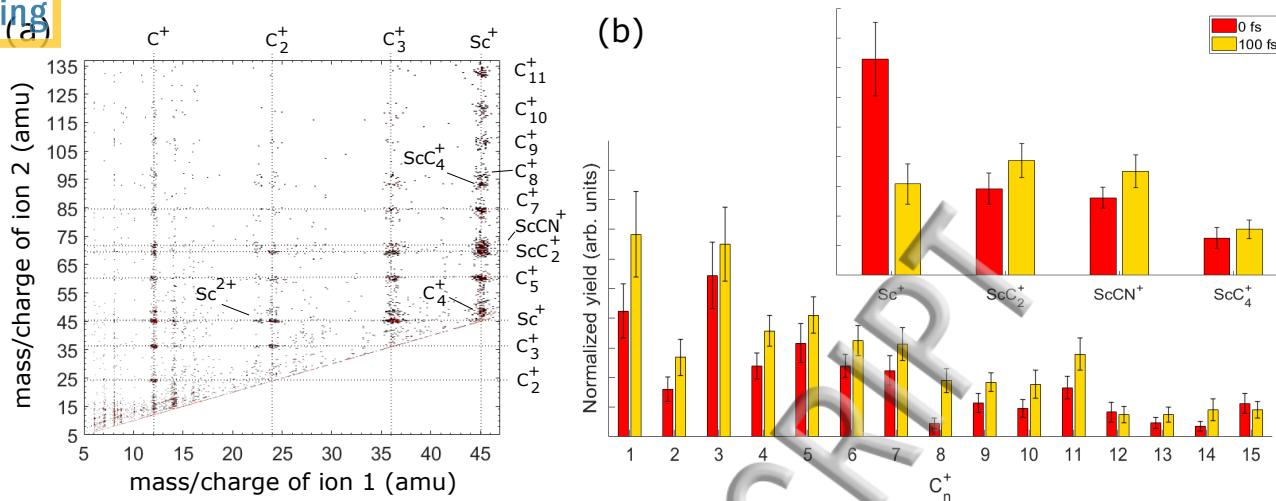 ing
(a)
C⁺
C₂⁺
C₃⁺
Sc⁺
mass/charge of ion 2 (amu)
135
125
115
105
95
85
75
65
55
45
35
25
15
5
ScC₄⁺
Sc²⁺
C₄⁺
C₁₁⁺
C₁₀⁺
C₉⁺
C₈⁺
C₇⁺
ScCN⁺
ScC₂⁺
C₅⁺
Sc⁺
C₃⁺
C₂⁺
5 10 15 20 25 30 35 40 45
mass/charge of ion 1 (amu)
(b)
0 fs
100 fs
Sc⁺ ScC₂⁺ ScCN⁺ ScC₄⁺
Normalized yield (arb. units)
1 2 3 4 5 6 7 8 9 10 11 12 13 14 15
Cₙ⁺
CRIPT